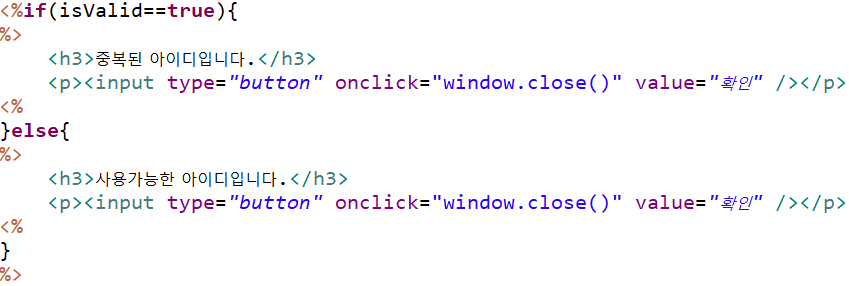 <%if(isValid==true){
%>
    <h3>중복된 아이디입니다.</h3>
    <p><input type="button" onclick="window.close()" value="확인" /></p>
<%
}else{
%>
    <h3>사용가능한 아이디입니다.</h3>
    <p><input type="button" onclick="window.close()" value="확인" /></p>
<%
}
%>